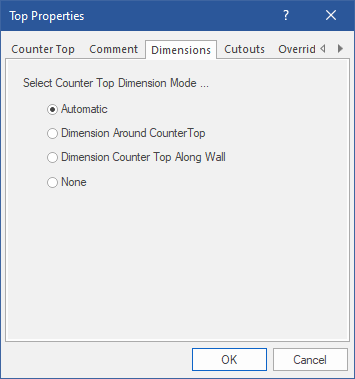 Top Properties ?
Counter Top Comment Dimensions Cutouts Overrid
Select Counter Top Dimension Mode ...
Automatic
Dimension Around CounterTop
Dimension Counter Top Along Wall
None
OK Cancel